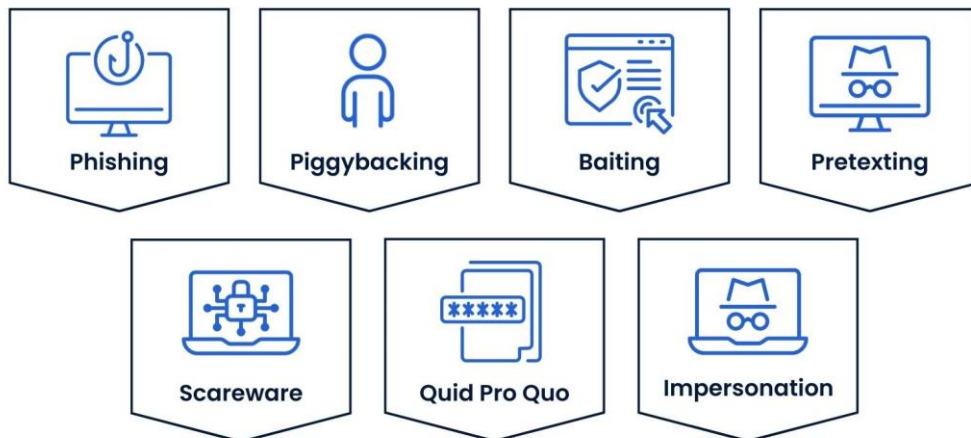 Phishing
Piggybacking
Baiting
Pretexting
*****
Scareware
Quid Pro Quo
Impersonation